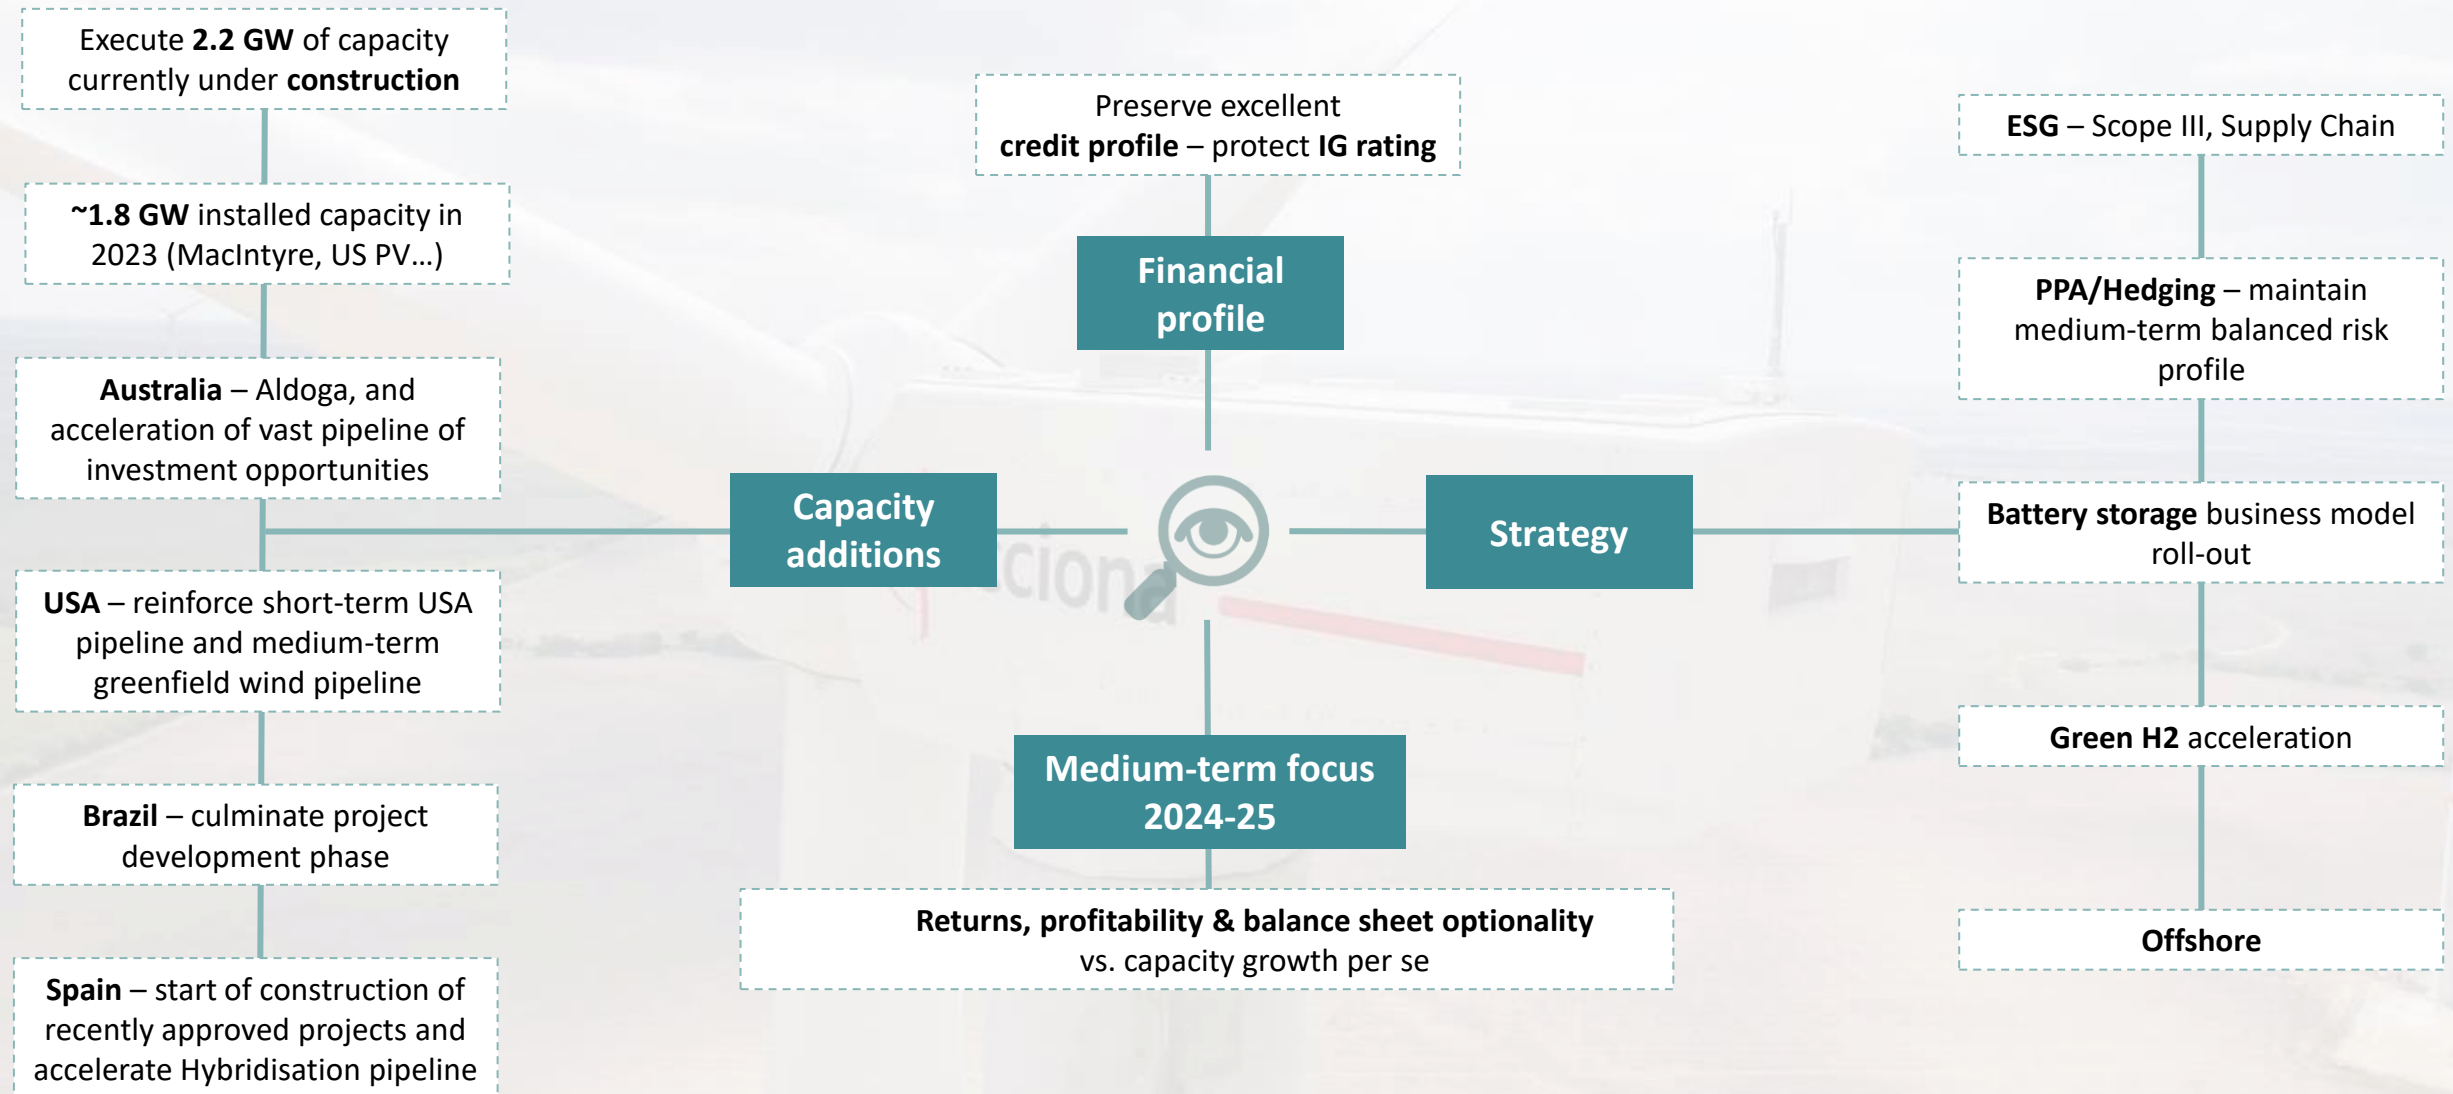 Execute 2.2 GW of capacity
currently under construction
~1.8 GW installed capacity in
2023 (MacIntyre, US PV...)
Australia – Aldoga, and
acceleration of vast pipeline of
investment opportunities
USA – reinforce short-term USA
pipeline and medium-term
greenfield wind pipeline
Brazil – culminate project
development phase
Spain – start of construction of
recently approved projects and
accelerate Hybridisation pipeline
Capacity
additions
Preserve excellent
credit profile – protect IG rating
Financial
profile
cciona
Medium-term focus
2024-25
Returns, profitability & balance sheet optionality
vs. capacity growth per se
Strategy
ESG – Scope III, Supply Chain
PPA/Hedging – maintain
medium-term balanced risk
profile
Battery storage business model
roll-out
Green H2 acceleration
Offshore